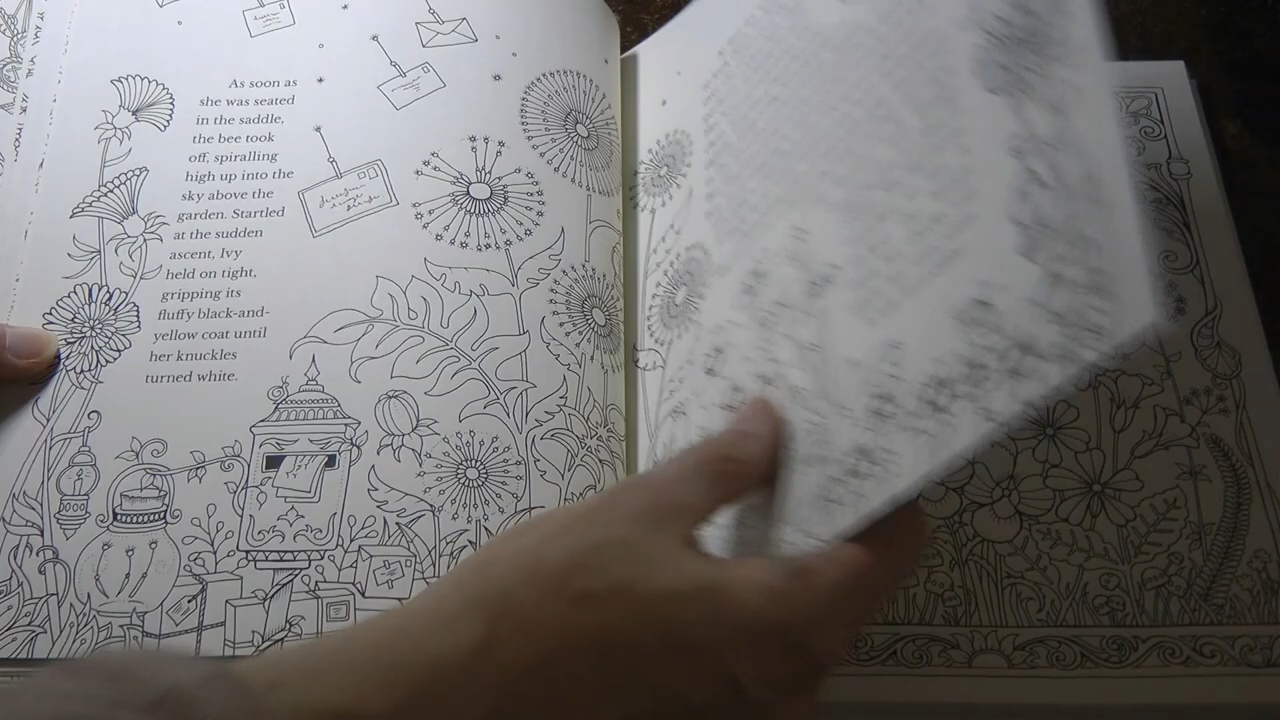 As soon as
she was seated
in the saddle,
the bee took
off, spiralling
high up into the
sky above the
garden. Startled
at the sudden
ascent, Ivy
held on tight,
gripping its
fluffy black-and-
yellow coat until
her knuckles
turned white.